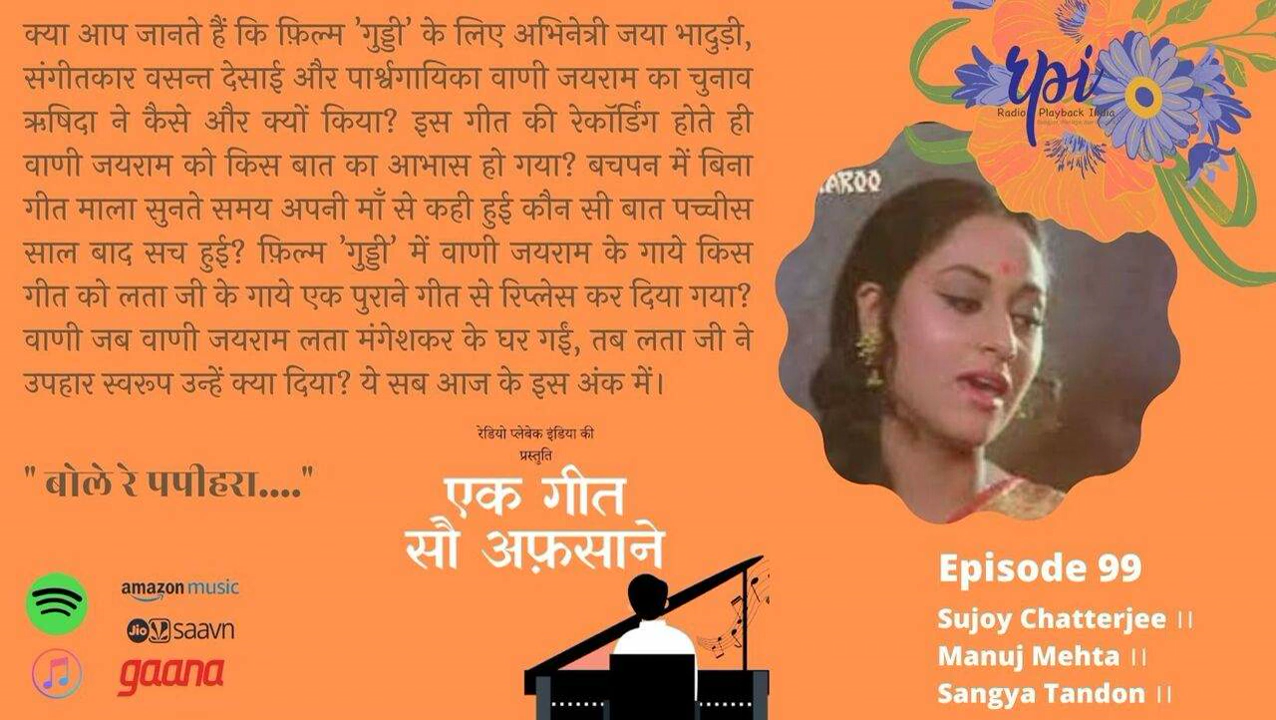 क्या आप जानते हैं कि फ़िल्म 'गुड्डी' के लिए अभिनेत्री जया भादुड़ी,
संगीतकार वसन्त देसाई और पार्श्वगायिका वाणी जयराम का चुनाव
ऋषिदा ने कैसे और क्यों किया? इस गीत की रेकॉर्डिंग होते ही
वाणी जयराम को किस बात का आभास हो गया? बचपन में बिना
गीत माला सुनते समय अपनी माँ से कही हुई कौन सी बात पच्चीस
साल बाद सच हुई? फ़िल्म 'गुड्डी' में वाणी जयराम के गाये किस
गीत को लता जी के गाये एक पुराने गीत से रिप्लेस कर दिया गया?
वाणी जब वाणी जयराम लता मंगेशकर के घर गईं, तब लता जी ने
उपहार स्वरूप उन्हें क्या दिया? ये सब आज के इस अंक में।
" बोले रे पपीहरा...."
रेडियो प्लेबेक इंडिया की
प्रस्तुति
एक गीत
सौ अफ़साने
amazon music
Jio saavn
gaana
rpi
Radio Playback India
AROO
Episode 99
Sujoy Chatterjee ||
Manuj Mehta ||
Sangya Tandon ||